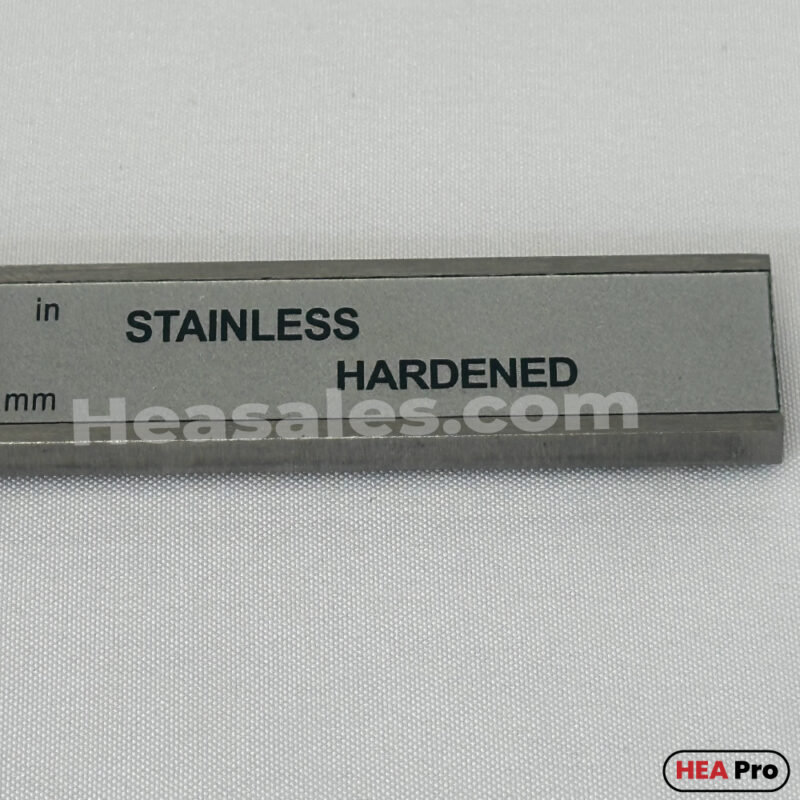 in
STAINLESS
HARDENED
mm
Heasales.com
HEA Pro